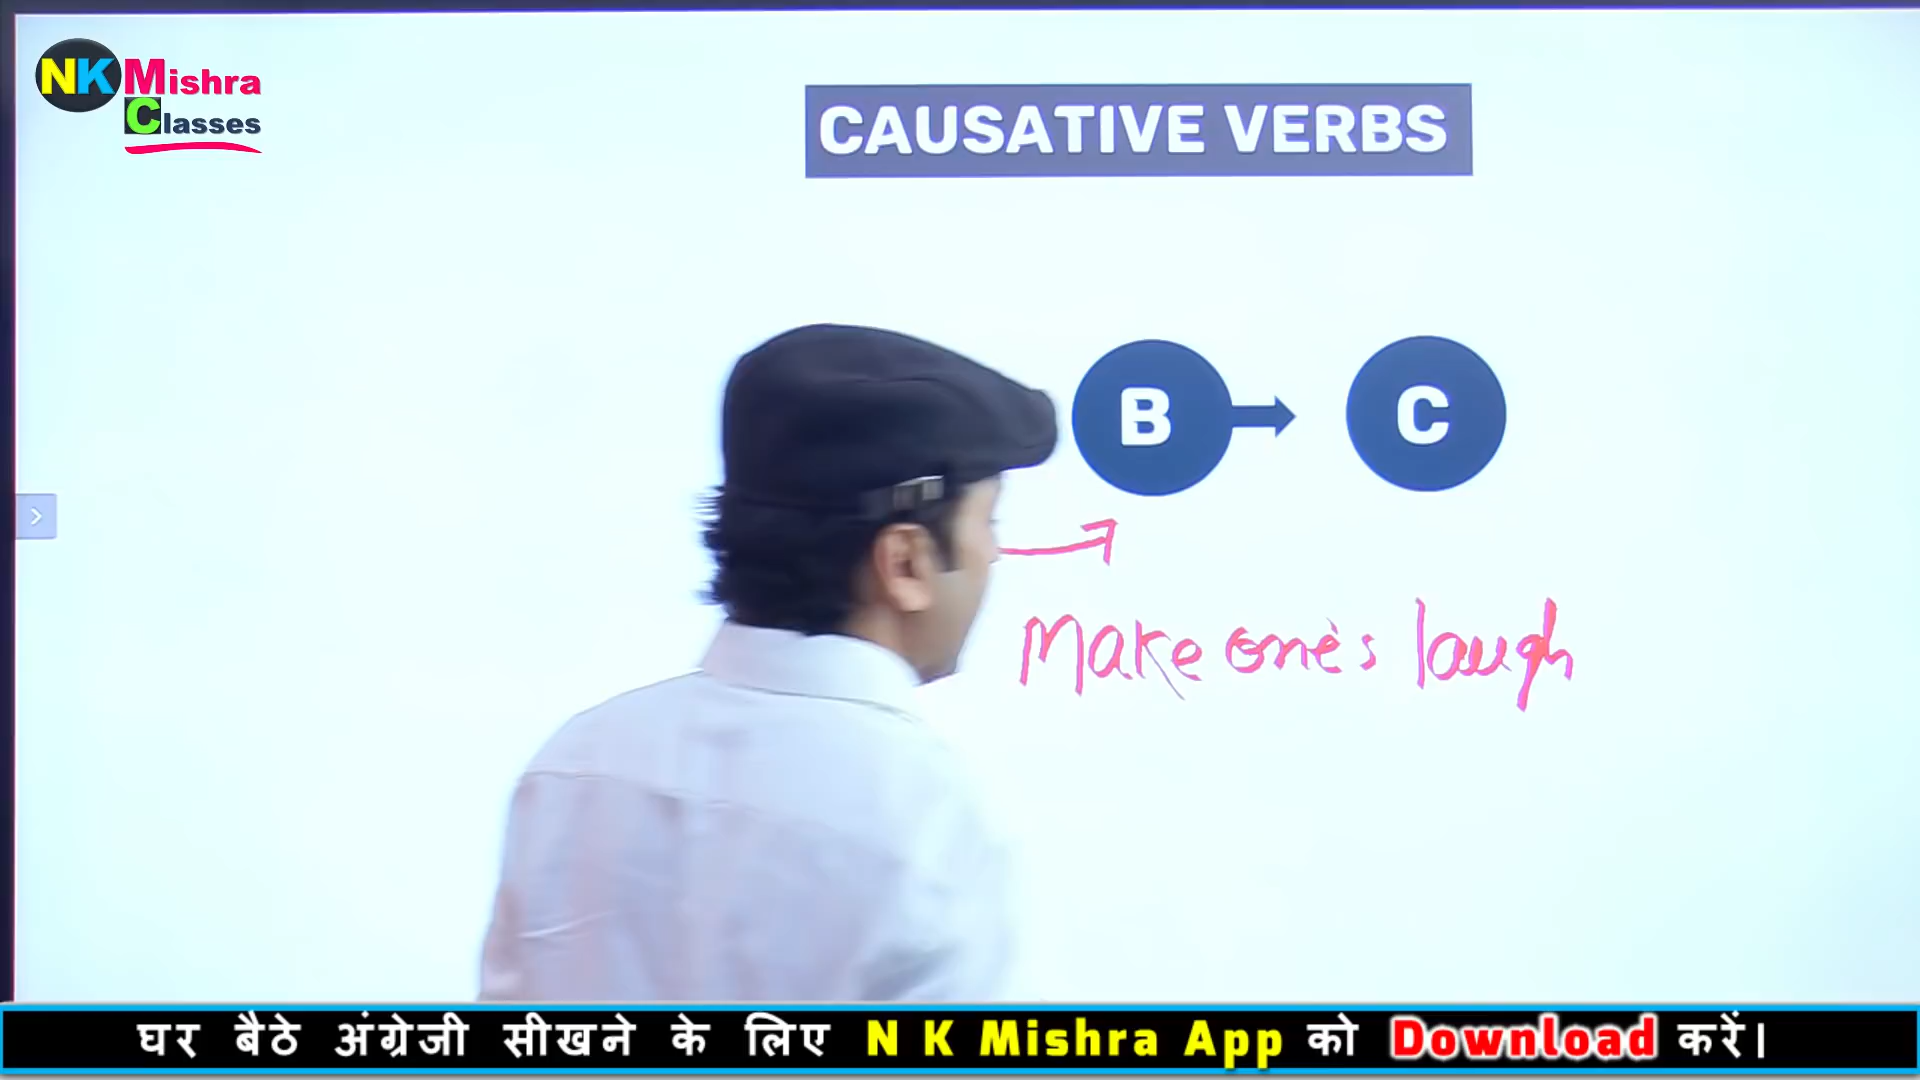 NK Mishra
Classes
CAUSATIVE VERBS
B
C
Make one's laugh
घर बैठे अंग्रेजी सीखने के लिए N K Mishra App को Download करें।